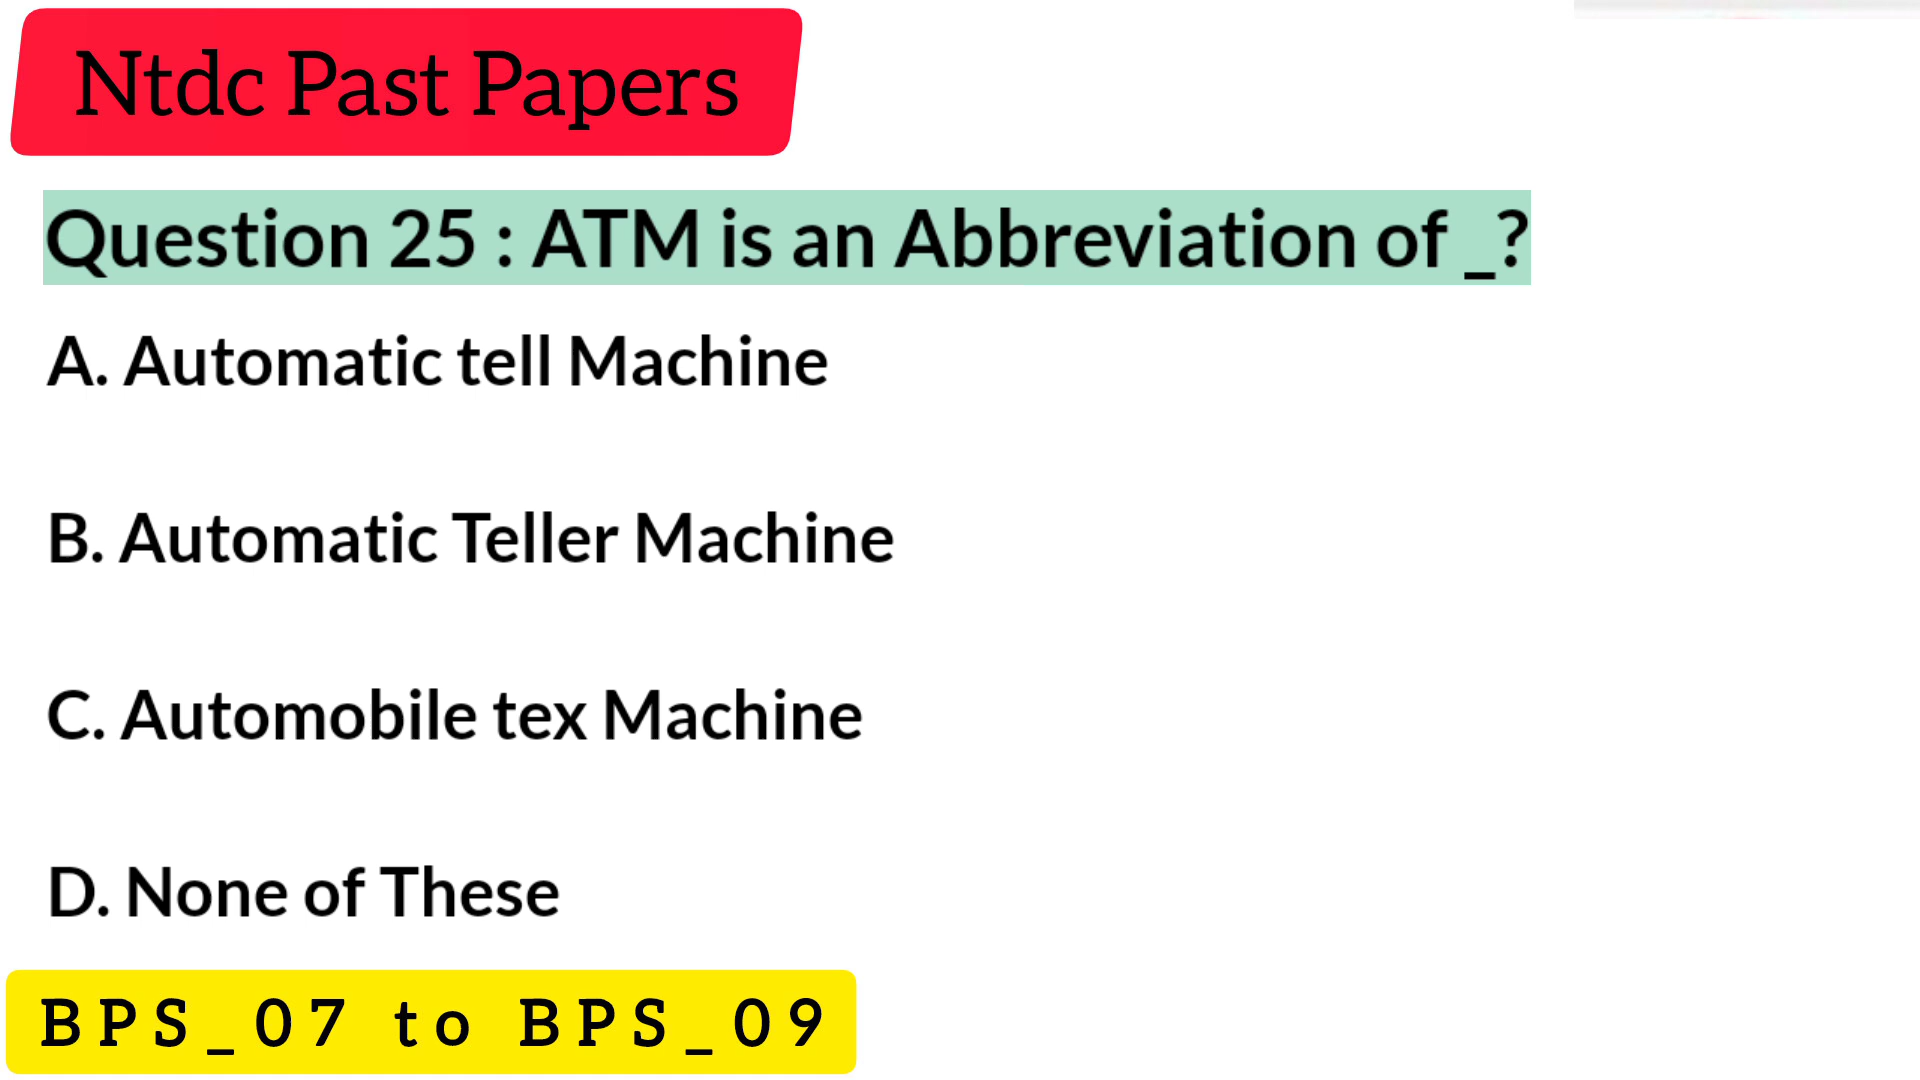 Ntdc Past Papers
Question 25 : ATM is an Abbreviation of _?
A. Automatic tell Machine
B. Automatic Teller Machine
C. Automobile tex Machine
D. None of These
BPS_07 to BPS_09